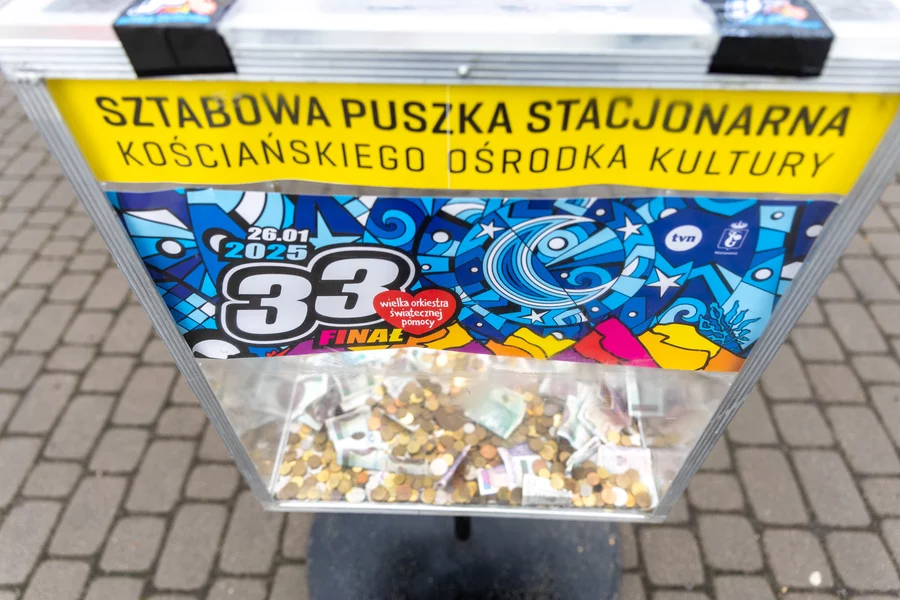 SZTABOWA PUSZKA STACJONARNA
KOŚCIAŃSKIEGO OŚRODKA KULTURY
26.01
2025
33
FINAŁ
wielka orkiestra
świątecznej
pomocy
tvn